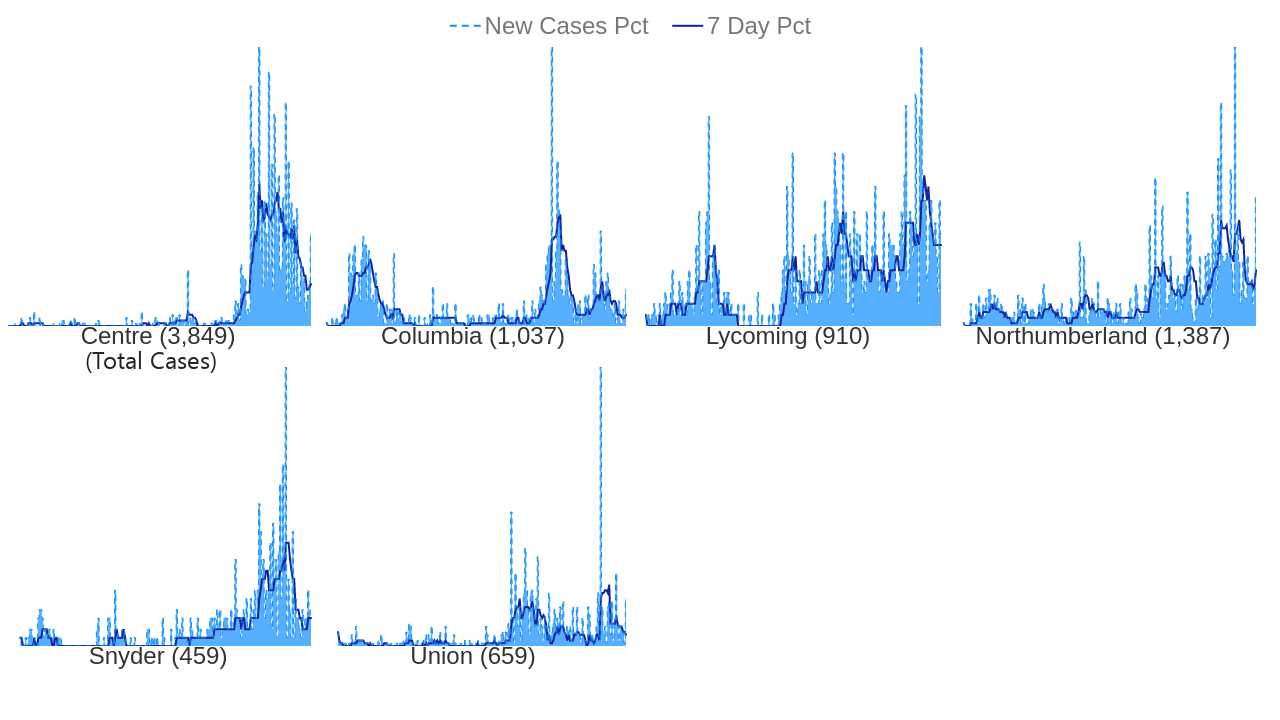 New Cases Pct 7 Day Pct
Centre (3,849) Columbia (1,037) Lycoming (910) Northumberland (1,387)
(Total Cases)
Snyder (459) Union (659)